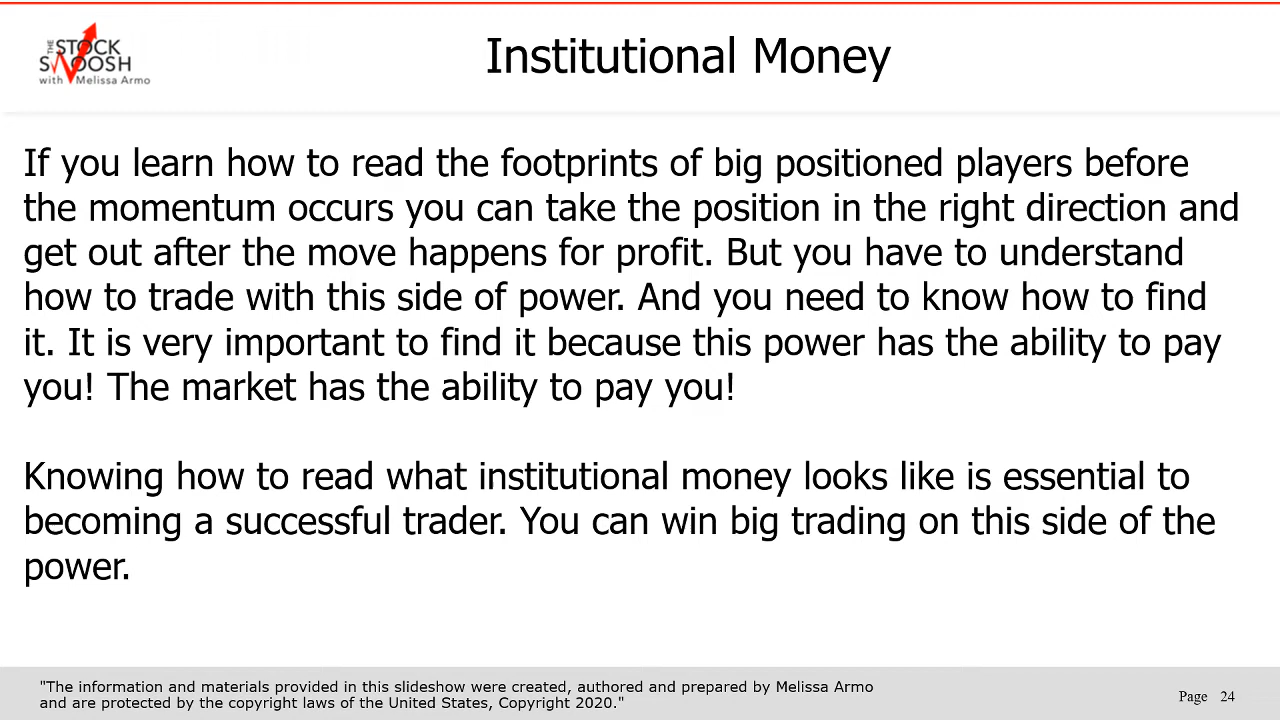 THE
STOCK
SWOOSH
with Melissa Armo
Institutional Money
If you learn how to read the footprints of big positioned players before
the momentum occurs you can take the position in the right direction and
get out after the move happens for profit. But you have to understand
how to trade with this side of power. And you need to know how to find
it. It is very important to find it because this power has the ability to pay
you! The market has the ability to pay you!
Knowing how to read what institutional money looks like is essential to
becoming a successful trader. You can win big trading on this side of the
power.
"The information and materials provided in this slideshow were created, authored and prepared by Melissa Armo
and are protected by the copyright laws of the United States, Copyright 2020."
Page 24